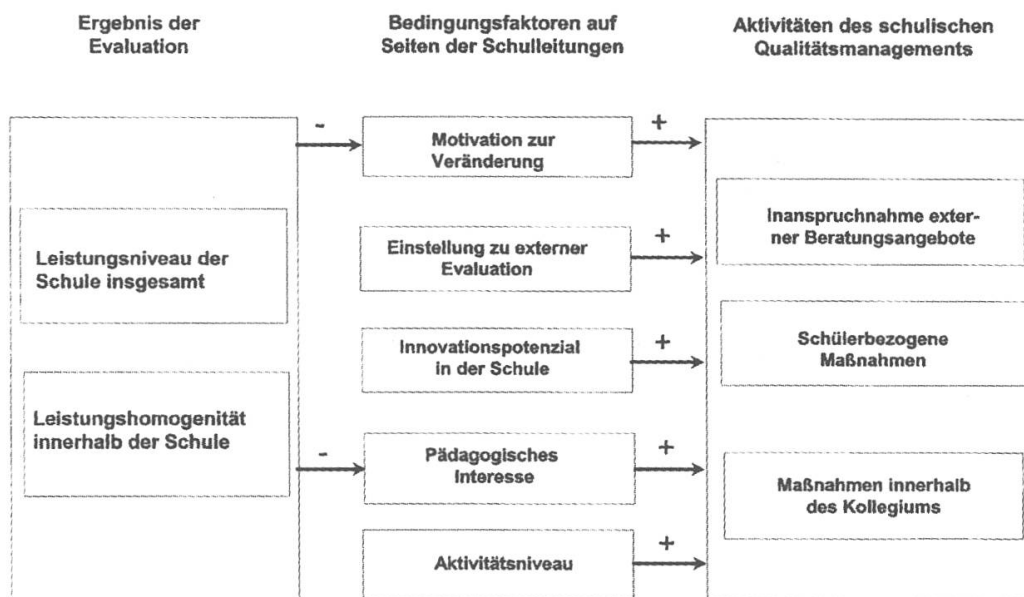 Ergebnis der
Evaluation
Bedingungsfaktoren auf
Seiten der Schulleitungen
Aktivitäten des schulischen
Qualitätsmanagements
-
Motivation zur
Veränderung
+
Leistungsniveau der
Schule insgesamt
Einstellung zu externer
Evaluation
+
Inanspruchnahme exter-
ner Beratungsangebote
Innovationspotenzial
in der Schule
+
Schülerbezogene
Maßnahmen
Leistungshomogenität
innerhalb der Schule
-
Pädagogisches
Interesse
+
Maßnahmen innerhalb
des Kollegiums
Aktivitätsniveau
+